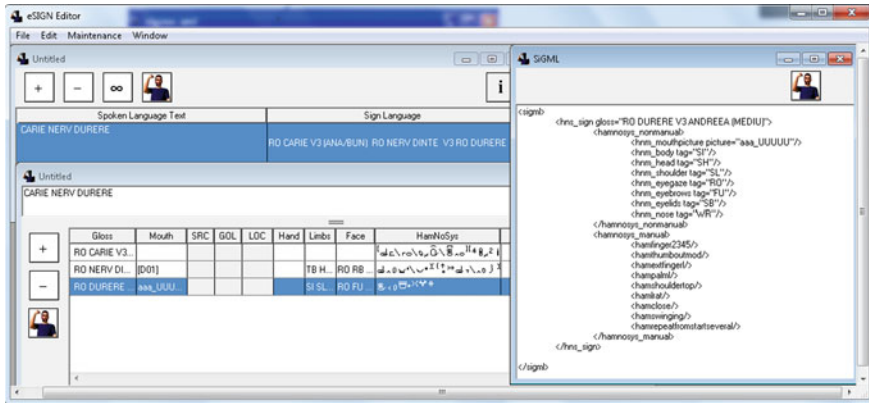 eSIGN Editor
File Edit Maintenance Window
Untitled
+ − ∞ i
Spoken Language Text Sign Language
CARIE NERV DURERE
RO CARIE V3 (ANA/BUN) RO NERV DINTE V3 RO DURERE
Untitled
CARIE NERV DURERE
Gloss Mouth SRC GOL LOC Hand Limbs Face HamNoSys
+
RO CARIE V3...
RO NERV DI... [D01] TB H... RO RB ...
−
RO DURERE ... aaa_UUU... SI SL... RO FU ...
SiGML
<sigml>
<hns_sign gloss="RO DURERE V3 ANDREEA (MEDIU)">
<hamnosys_nonmanual>
<hnm_mouthpicture picture="aaa_UUUUU"/>
<hnm_body tag="SI"/>
<hnm_head tag="SH"/>
<hnm_shoulder tag="SL"/>
<hnm_eyegaze tag="RO"/>
<hnm_eyebrows tag="FU"/>
<hnm_eyelids tag="SB"/>
<hnm_nose tag="WR"/>
</hamnosys_nonmanual>
<hamnosys_manual>
<hamfinger2345/>
<hamthumboutmod/>
<hamextfingerl/>
<hampalml/>
<hamshouldertop/>
<hamlrat/>
<hamclose/>
<hamswinging/>
<hamrepeatfromstartseveral/>
</hamnosys_manual>
</hns_sign>
</sigml>